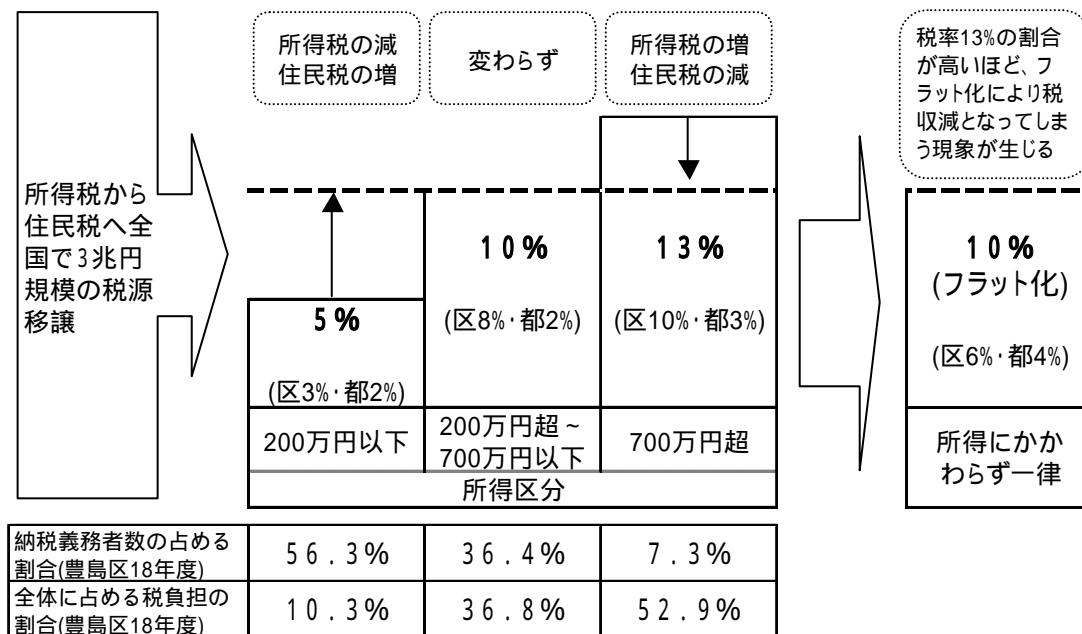 所得税の減
住民税の増
変わらず
所得税の増
住民税の減
税率13%の割合
が高いほど、フ
ラット化により税
収減となってしま
う現象が生じる
所得税から
住民税へ全
国で3兆円
規模の税源
移譲
5%
(区3%·都2%)
10%
(区8%·都2%)
13%
(区10%·都3%)
10%
(フラット化)
(区6%·都4%)
200万円以下
200万円超~
700万円以下
700万円超
所得にかか
わらず一律
所得区分
納税義務者数の占める
割合(豊島区18年度)
56.3%
36.4%
7.3%
全体に占める税負担の
割合(豊島区18年度)
10.3%
36.8%
52.9%